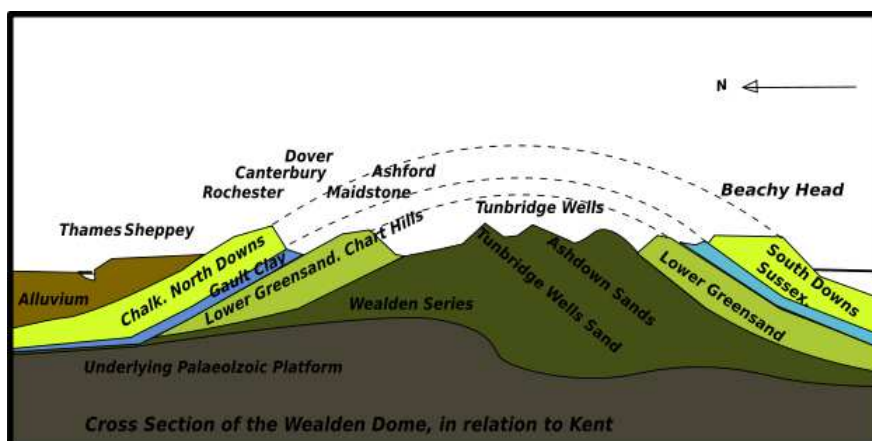 N
Dover
Canterbury
Ashford
Rochester
Maidstone
Beachy Head
Tunbridge Wells
Thames Sheppey
Chalk. North Downs
Gault Clay
Lower Greensand. Chart Hills
Tunbridge Wells Sand
Ashdown Sands
Lower Greensand
South Downs
Sussex.
Alluvium
Wealden Series
Underlying Palaeolzoic Platform
Cross Section of the Wealden Dome, in relation to Kent